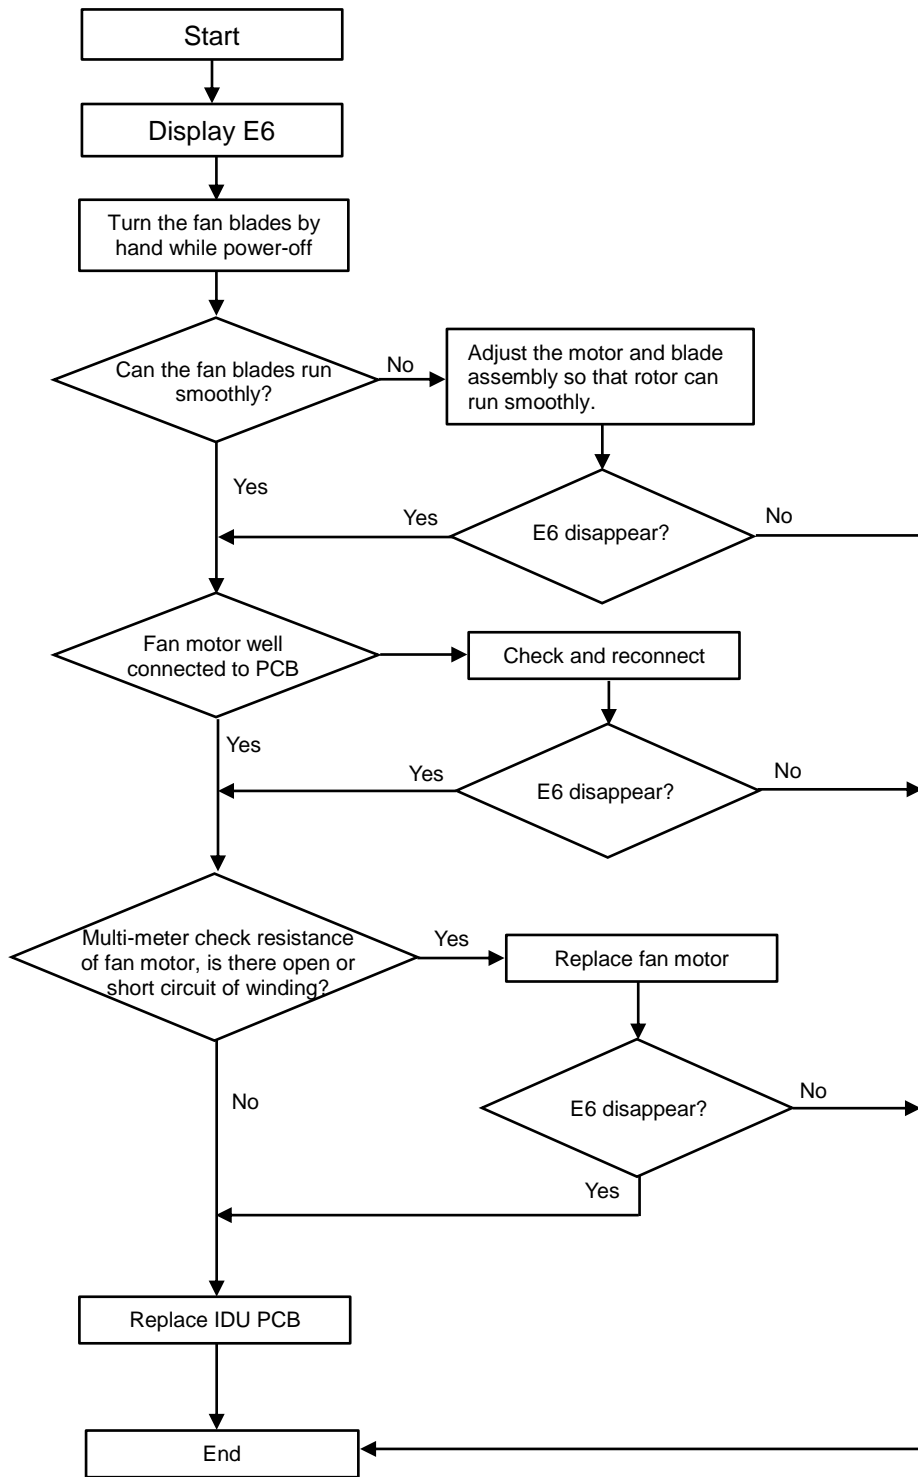 Start
Display E6
Turn the fan blades by
hand while power-off
Can the fan blades run
smoothly?
No
Adjust the motor and blade
assembly so that rotor can
run smoothly.
Yes
Yes
E6 disappear?
No
Fan motor well
connected to PCB
Check and reconnect
Yes
Yes
E6 disappear?
No
Multi-meter check resistance
of fan motor, is there open or
short circuit of winding?
Yes
Replace fan motor
No
E6 disappear?
No
Yes
Replace IDU PCB
End